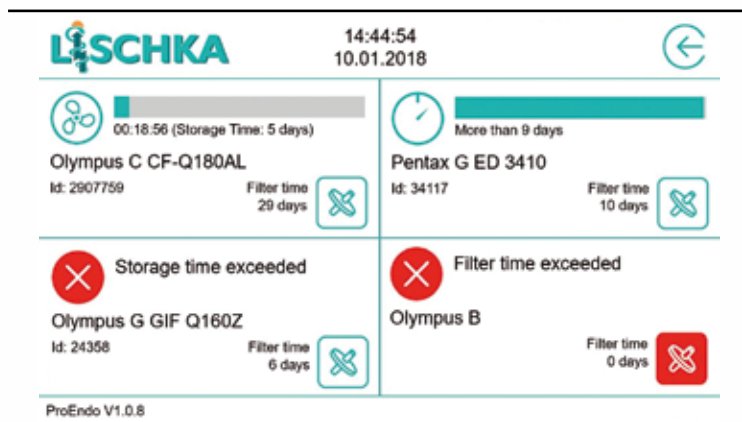 LISCHKA
14:44:54
10.01.2018
00:18:56 (Storage Time: 5 days)
Olympus C CF-Q180AL
Id: 2907759
Filter time
29 days
More than 9 days
Pentax G ED 3410
Id: 34117
Filter time
10 days
Storage time exceeded
Olympus G GIF Q160Z
Id: 24358
Filter time
6 days
Filter time exceeded
Olympus B
Filter time
0 days
ProEndo V1.0.8